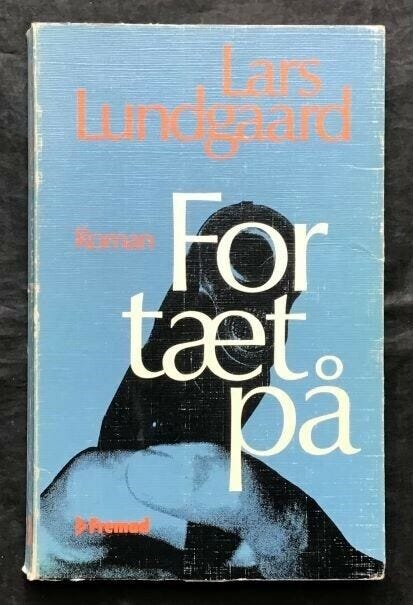 Lars
Lundgaard
Roman
For
tæt
på
Fremad